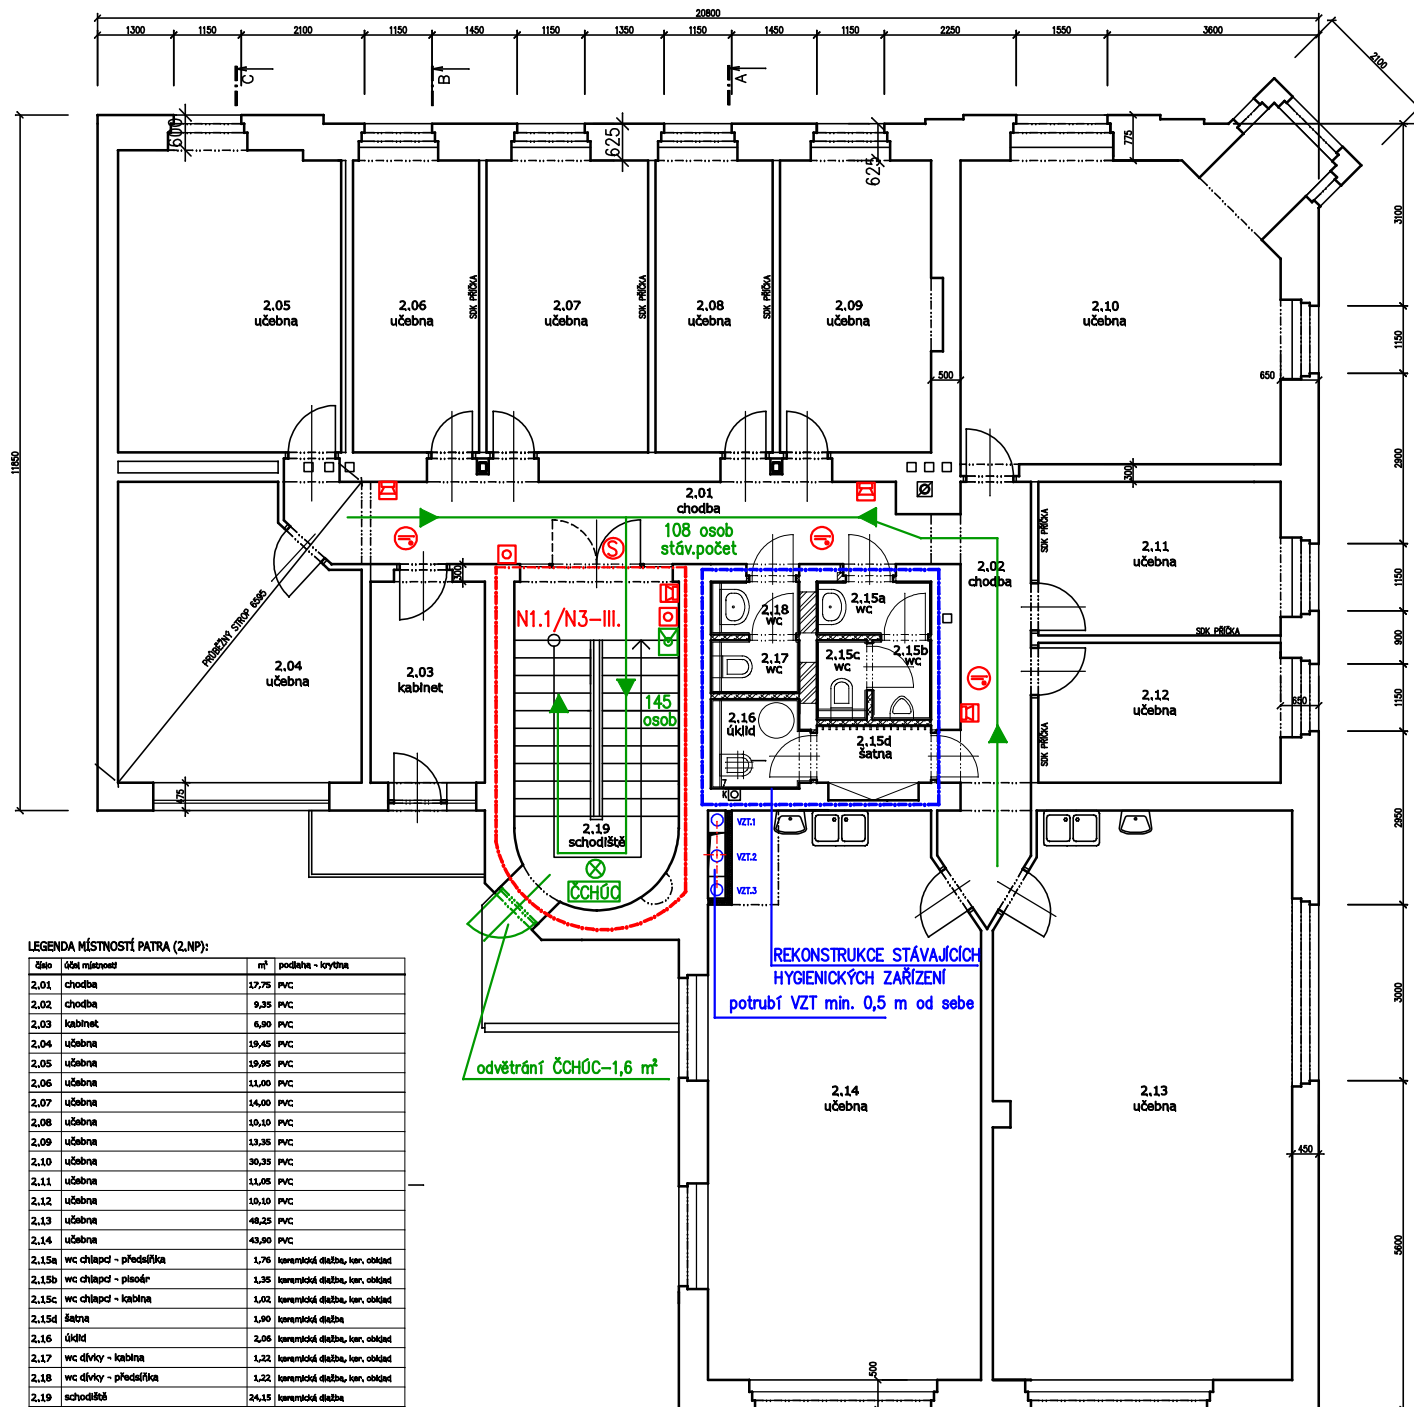 20800
1300 1150 2100 1150 1450 1150 1350 1150 1450 1150 2250 1550 3600
2100
C
B
A
600
625
625
775
11850
3100
1150
2900
1150
900
1150
2950
3000
5600
2.05
učebna
2.06
učebna
SDK PŘÍČKA
2.07
učebna
2.08
učebna
SDK PŘÍČKA
2.09
učebna
2.10
učebna
500
650
300
2.01
chodba
108 osob
stáv.počet
S
2.02
chodba
SDK PŘÍČKA
2.11
učebna
SDK PŘÍČKA
2.12
učebna
SDK PŘÍČKA
650
PRŮBĚŽNÝ STROP 6595
2.04
učebna
475
2.03
kabinet
300
N1.1/N3-III.
145
osob
2.19
schodiště
ČCHÚC
2.18
wc
2.17
wc
2.16
úklid
2.15a
wc
2.15b
wc
2.15c
wc
2.15d
šatna
7
K
VZT.1
VZT.2
VZT.3
REKONSTRUKCE STÁVAJÍCÍCH
HYGIENICKÝCH ZAŘÍZENÍ
potrubí VZT min. 0,5 m od sebe
odvětrání ČCHÚC-1,6 m²
2.14
učebna
2.13
učebna
450
500
LEGENDA MÍSTNOSTÍ PATRA (2.NP):
číslo účel místnosti m² podlaha - krytina
2.01 chodba 17,75 PVC
2.02 chodba 9,35 PVC
2.03 kabinet 6,90 PVC
2.04 učebna 19,45 PVC
2.05 učebna 19,95 PVC
2.06 učebna 11,00 PVC
2.07 učebna 14,00 PVC
2.08 učebna 10,10 PVC
2.09 učebna 13,35 PVC
2.10 učebna 30,35 PVC
2.11 učebna 11,05 PVC
2.12 učebna 10,10 PVC
2.13 učebna 48,25 PVC
2.14 učebna 43,90 PVC
2.15a wc chlapci - předsíňka 1,76 keramická dlažba, ker. obklad
2.15b wc chlapci - pisoár 1,35 keramická dlažba, ker. obklad
2.15c wc chlapci - kabina 1,02 keramická dlažba, ker. obklad
2.15d šatna 1,90 keramická dlažba
2.16 úklid 2,06 keramická dlažba, ker. obklad
2.17 wc dívky - kabina 1,22 keramická dlažba, ker. obklad
2.18 wc dívky - předsíňka 1,22 keramická dlažba, ker. obklad
2.19 schodiště 24,15 keramická dlažba